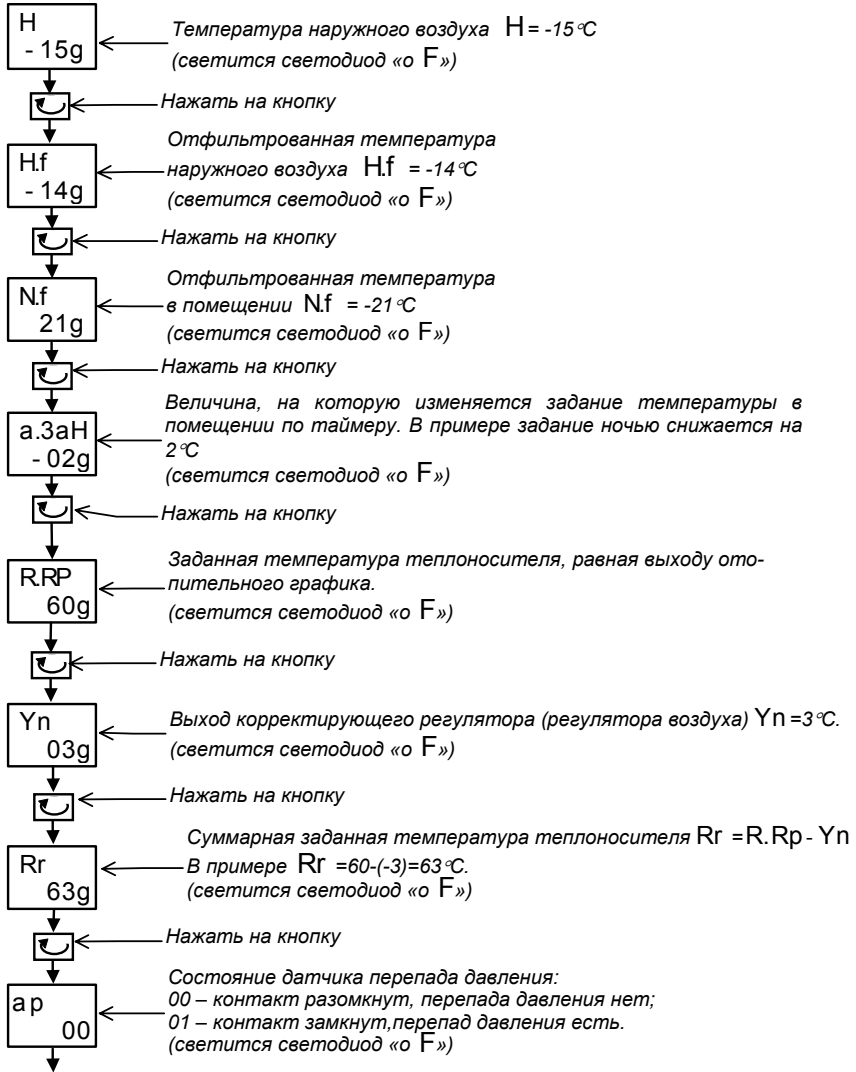 H
- 15g
Температура наружного воздуха H = -15°C
(светится светодиод «о F»)
Нажать на кнопку
H.f
- 14g
Отфильтрованная температура
наружного воздуха H.f = -14°C
(светится светодиод «о F»)
Нажать на кнопку
N.f
21g
Отфильтрованная температура
в помещении N.f = -21°C
(светится светодиод «о F»)
Нажать на кнопку
a.3aH
- 02g
Величина, на которую изменяется задание температуры в
помещении по таймеру. В примере задание ночью снижается на
2°C
(светится светодиод «о F»)
Нажать на кнопку
R.RP
60g
Заданная температура теплоносителя, равная выходу ото-
пительного графика.
(светится светодиод «о F»)
Нажать на кнопку
Yn
03g
Выход корректирующего регулятора (регулятора воздуха) Yn =3°C.
(светится светодиод «о F»)
Нажать на кнопку
Rr
63g
Суммарная заданная температура теплоносителя Rr =R.Rp - Yn
В примере Rr =60-(-3)=63°C.
(светится светодиод «о F»)
Нажать на кнопку
ap
00
Состояние датчика перепада давления:
00 – контакт разомкнут, перепада давления нет;
01 – контакт замкнут,перепад давления есть.
(светится светодиод «о F»)